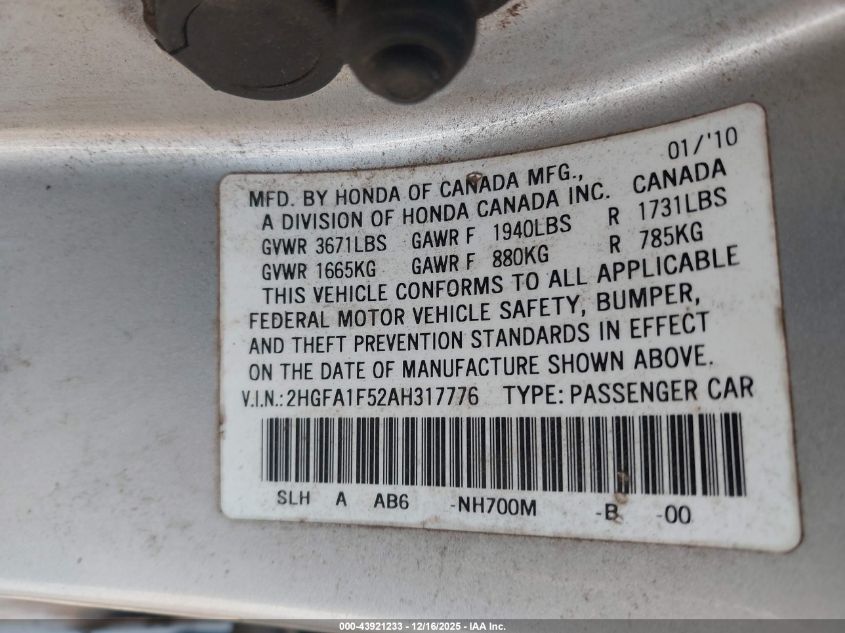 01/'10
MFD. BY HONDA OF CANADA MFG.,
A DIVISION OF HONDA CANADA INC. CANADA
GVWR 3671LBS GAWR F 1940LBS R 1731LBS
GVWR 1665KG GAWR F 880KG R 785KG
THIS VEHICLE CONFORMS TO ALL APPLICABLE
FEDERAL MOTOR VEHICLE SAFETY, BUMPER,
AND THEFT PREVENTION STANDARDS IN EFFECT
ON THE DATE OF MANUFACTURE SHOWN ABOVE.
V.I.N.:2HGFA1F52AH317776 TYPE:PASSENGER CAR
SLH A AB6 -NH700M -B -00
000-43921233 - 12/16/2025 - IAA Inc.